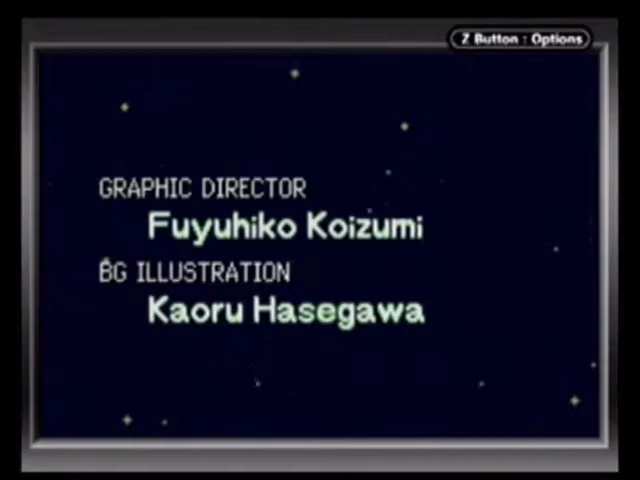 Z Button : Options
GRAPHIC DIRECTOR
Fuyuhiko Koizumi
BG ILLUSTRATION
Kaoru Hasegawa